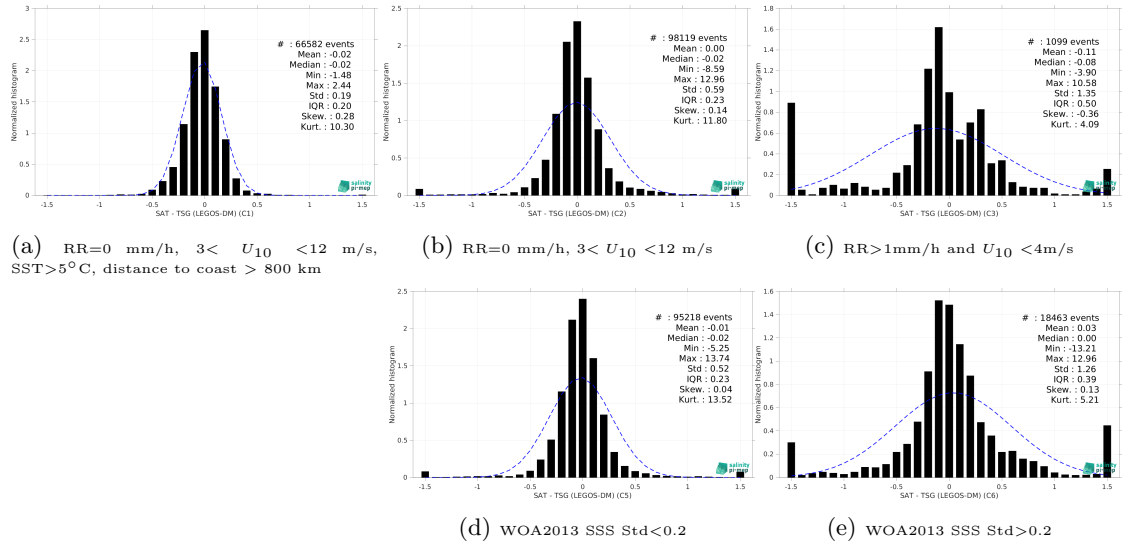 3
2.5
2
1.5
1
0.5
0
Normalized histogram
# : 66582 events
Mean : -0.02
Median : -0.02
Min : -1.48
Max : 2.44
Std : 0.19
IQR : 0.20
Skew. : 0.28
Kurt. : 10.30
salinity
pi-mep
-1.5 -1 -0.5 0 0.5 1 1.5
SAT - TSG (LEGOS-DM) (C1)
(a) RR=0 mm/h, 3< U10 <12 m/s,
SST>5°C, distance to coast > 800 km
2.5
2
1.5
1
0.5
0
Normalized histogram
# : 98119 events
Mean : 0.00
Median : -0.02
Min : -8.59
Max : 12.96
Std : 0.59
IQR : 0.23
Skew. : 0.14
Kurt. : 11.80
salinity
pi-mep
-1.5 -1 -0.5 0 0.5 1 1.5
SAT - TSG (LEGOS-DM) (C2)
(b) RR=0 mm/h, 3< U10 <12 m/s
1.8
1.6
1.4
1.2
1
0.8
0.6
0.4
0.2
0
Normalized histogram
# : 1099 events
Mean : -0.11
Median : -0.08
Min : -3.90
Max : 10.58
Std : 1.35
IQR : 0.50
Skew. : -0.36
Kurt. : 4.09
salinity
pi-mep
-1.5 -1 -0.5 0 0.5 1 1.5
SAT - TSG (LEGOS-DM) (C3)
(c) RR>1mm/h and U10 <4m/s
2.5
2
1.5
1
0.5
0
Normalized histogram
# : 95218 events
Mean : -0.01
Median : -0.02
Min : -5.25
Max : 13.74
Std : 0.52
IQR : 0.23
Skew. : 0.04
Kurt. : 13.52
salinity
pi-mep
-1.5 -1 -0.5 0 0.5 1 1.5
SAT - TSG (LEGOS-DM) (C5)
(d) WOA2013 SSS Std<0.2
1.6
1.4
1.2
1
0.8
0.6
0.4
0.2
0
Normalized histogram
# : 18463 events
Mean : 0.03
Median : 0.00
Min : -13.21
Max : 12.96
Std : 1.26
IQR : 0.39
Skew. : 0.13
Kurt. : 5.21
salinity
pi-mep
-1.5 -1 -0.5 0 0.5 1 1.5
SAT - TSG (LEGOS-DM) (C6)
(e) WOA2013 SSS Std>0.2